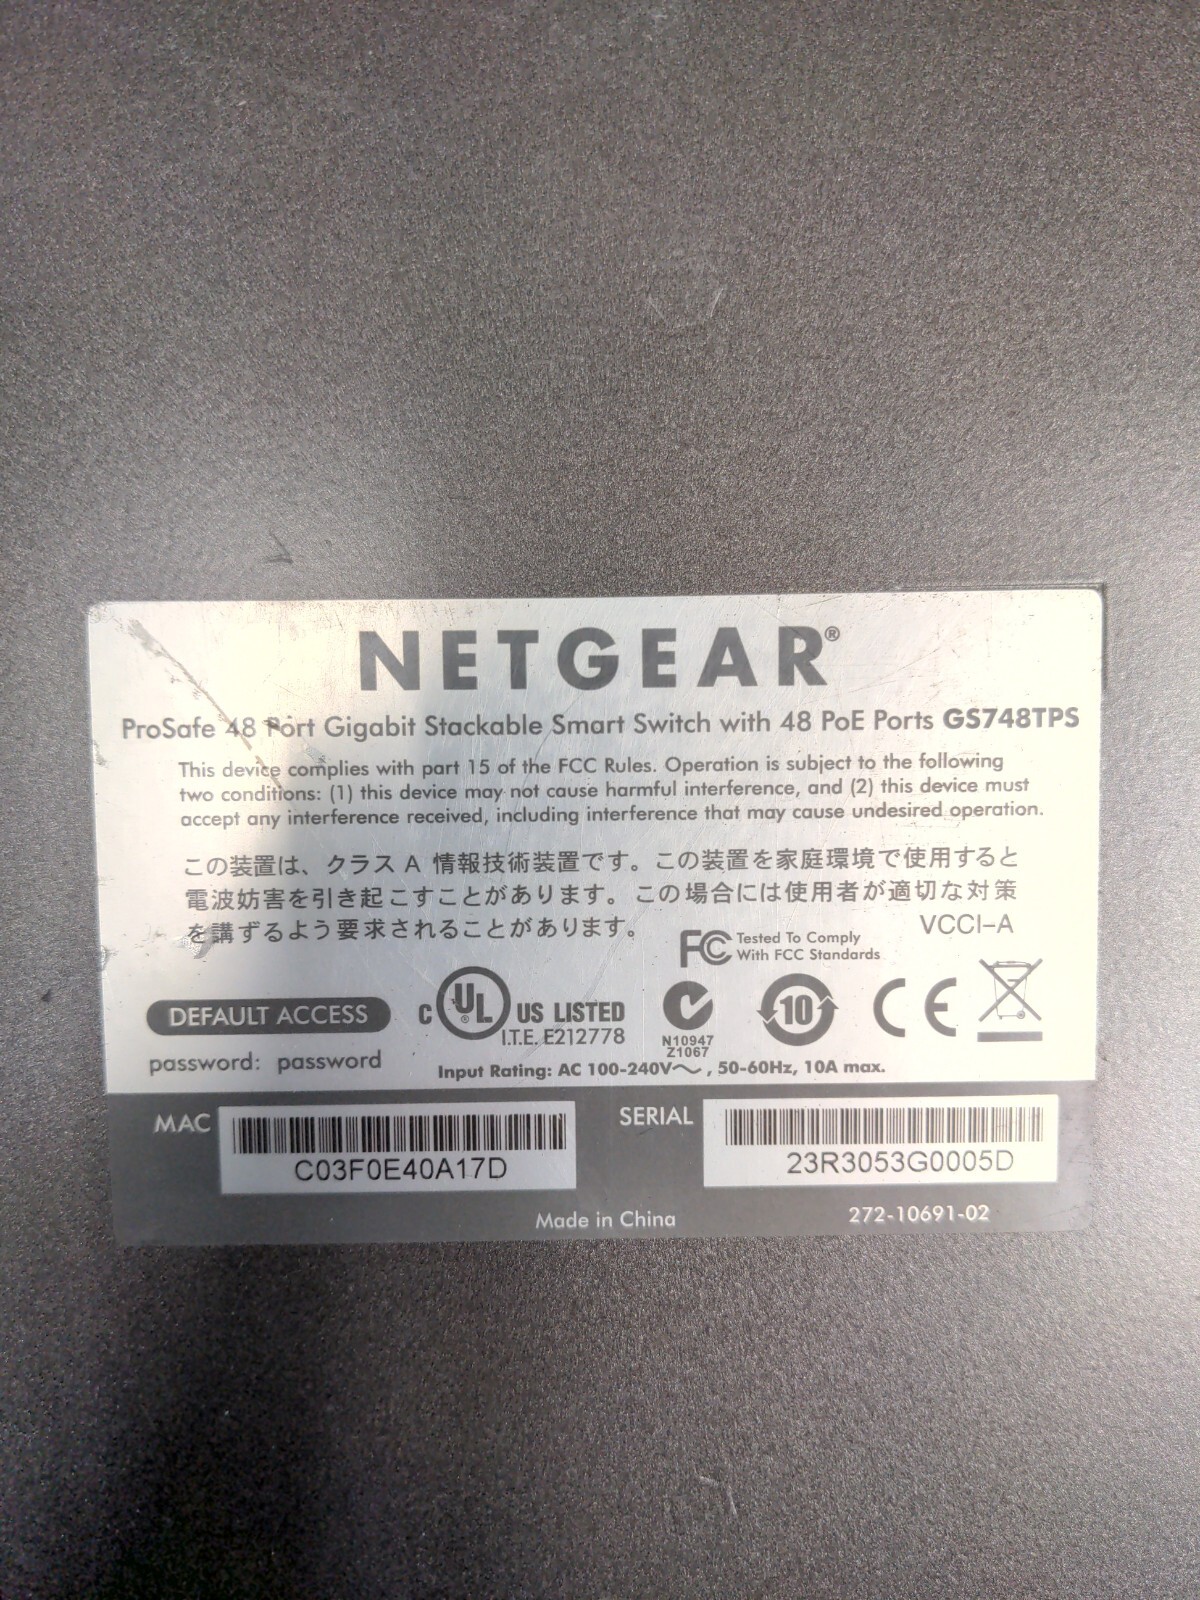 NETGEAR®
ProSafe 48 Port Gigabit Stackable Smart Switch with 48 PoE Ports GS748TPS
This device complies with part 15 of the FCC Rules. Operation is subject to the following
two conditions: (1) this device may not cause harmful interference, and (2) this device must
accept any interference received, including interference that may cause undesired operation.
この装置は、クラス A 情報技術装置です。この装置を家庭環境で使用すると
電波妨害を引き起こすことがあります。この場合には使用者が適切な対策
を講ずるよう要求されることがあります。
VCCI-A
FC Tested To Comply
With FCC Standards
DEFAULT ACCESS
password: password
C UL® US LISTED
I.T.E. E212778
N10947
Z1067
10
CE
Input Rating: AC 100-240V～, 50-60Hz, 10A max.
MAC
C03F0E40A17D
SERIAL
23R3053G0005D
Made in China
272-10691-02